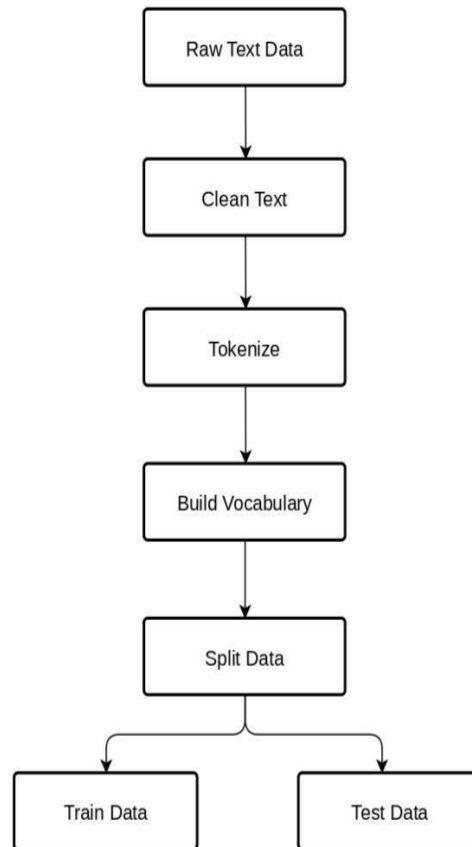 Raw Text Data
Clean Text
Tokenize
Build Vocabulary
Split Data
Train Data
Test Data